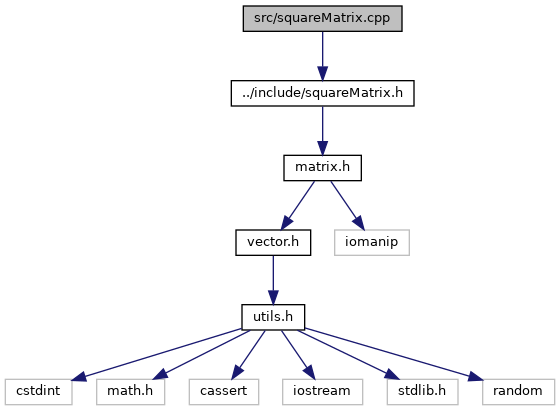 src/squareMatrix.cpp
../include/squareMatrix.h
matrix.h
vector.h
iomanip
utils.h
cstdint
math.h
cassert
iostream
stdlib.h
random